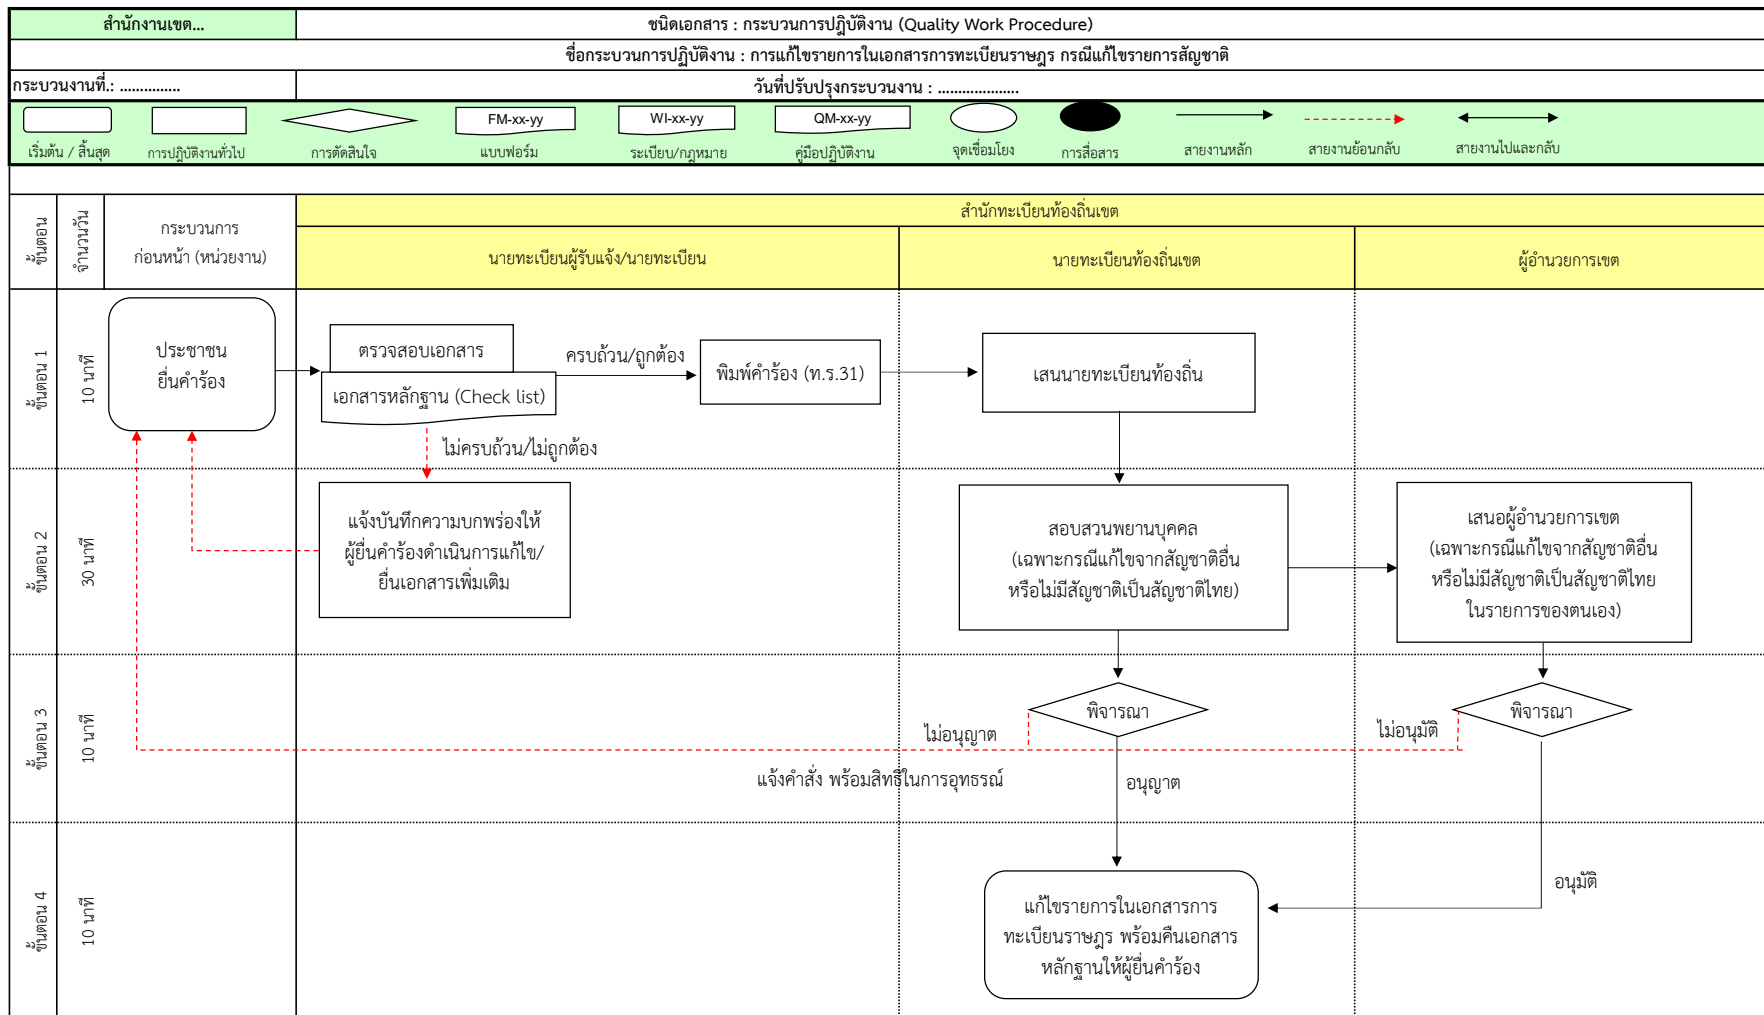 สำนักงานเขต...
ชนิดเอกสาร : กระบวนการปฎิบัติงาน (Quality Work Procedure)
ชื่อกระบวนการปฏิบัติงาน : การแก้ไขรายการในเอกสารการทะเบียนราษฎร กรณีแก้ไขรายการสัญชาติ
กระบวนงานที่.: ...............
วันที่ปรับปรุงกระบวนงาน : ....................
FM-xx-yy
WI-xx-yy
QM-xx-yy
เริ่มต้น / สิ้นสุด
การปฏิบัติงานทั่วไป
การตัดสินใจ
แบบฟอร์ม
ระเบียบ/กฎหมาย
คู่มือปฏิบัติงาน
จุดเชื่อมโยง
การสื่อสาร
สายงานหลัก
สายงานย้อนกลับ
สายงานไปและกลับ
ขั้นตอน
จำนวนวัน
กระบวนการ
ก่อนหน้า (หน่วยงาน)
สำนักทะเบียนท้องถิ่นเขต
นายทะเบียนผู้รับแจ้ง/นายทะเบียน
นายทะเบียนท้องถิ่นเขต
ผู้อำนวยการเขต
ขั้นตอน 1
10 นาที
ประชาชน
ยื่นคำร้อง
ตรวจสอบเอกสาร
เอกสารหลักฐาน (Check list)
ครบถ้วน/ถูกต้อง
พิมพ์คำร้อง (ท.ร.31)
เสนนายทะเบียนท้องถิ่น
ไม่ครบถ้วน/ไม่ถูกต้อง
ขั้นตอน 2
30 นาที
แจ้งบันทึกความบกพร่องให้
ผู้ยื่นคำร้องดำเนินการแก้ไข/
ยื่นเอกสารเพิ่มเติม
สอบสวนพยานบุคคล
(เฉพาะกรณีแก้ไขจากสัญชาติอื่น
หรือไม่มีสัญชาติเป็นสัญชาติไทย)
เสนอผู้อำนวยการเขต
(เฉพาะกรณีแก้ไขจากสัญชาติอื่น
หรือไม่มีสัญชาติเป็นสัญชาติไทย
ในรายการของตนเอง)
ขั้นตอน 3
10 นาที
พิจารณา
พิจารณา
ไม่อนุญาต
ไม่อนุมัติ
แจ้งคำสั่ง พร้อมสิทธิในการอุทธรณ์
อนุญาต
ขั้นตอน 4
10 นาที
แก้ไขรายการในเอกสารการ
ทะเบียนราษฎร พร้อมคืนเอกสาร
หลักฐานให้ผู้ยื่นคำร้อง
อนุมัติ